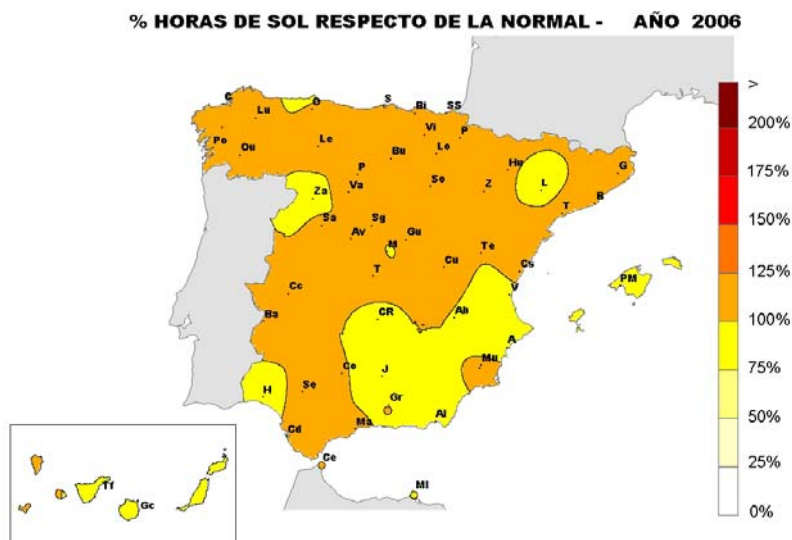 % HORAS DE SOL RESPECTO DE LA NORMAL - AÑO 2006
>
200%
175%
150%
125%
100%
75%
50%
25%
0%
C
Lu
O
S
Bi
SS
Po
Ou
Le
Bu
Vi
Lo
P
Hu
G
P
Va
Za
So
Z
L
B
T
Sa
Sg
Av
M
Gu
Te
Cs
T
Cu
PM
Cc
V
Ba
CR
Ab
A
H
Se
Co
J
Mu
Gr
Cd
Ma
Al
Ce
Ml
Tf
Gc